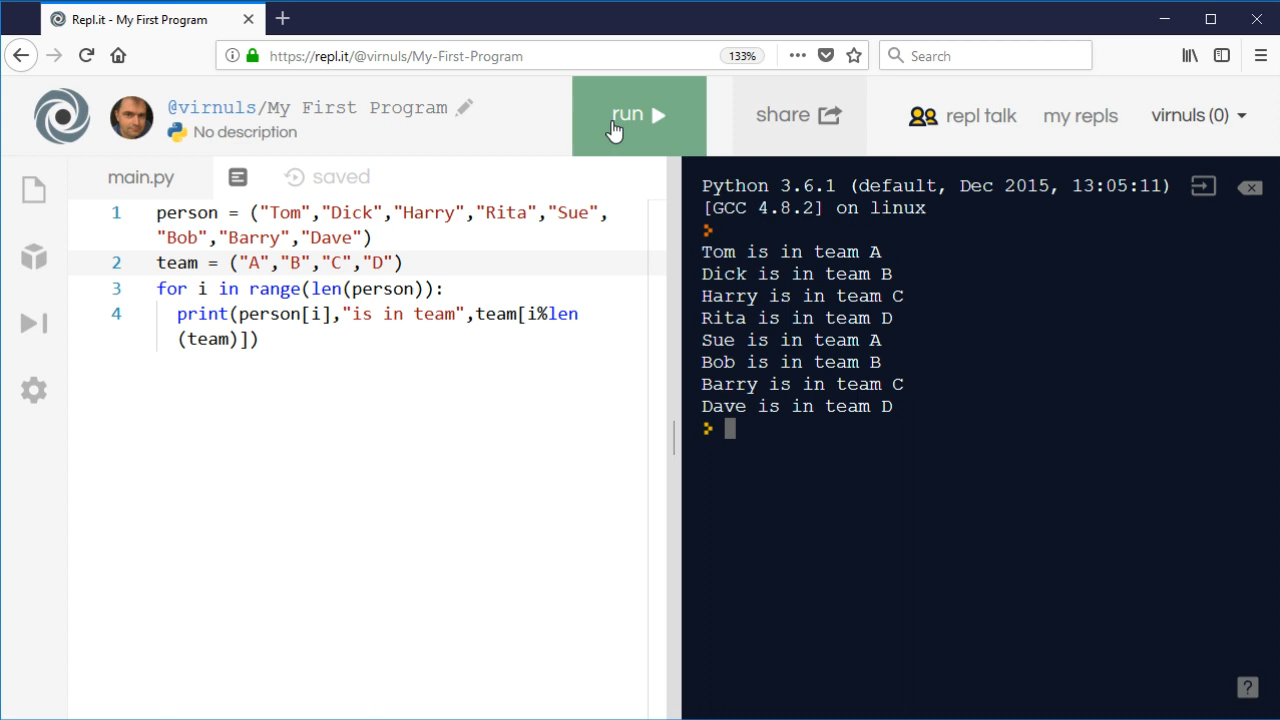 Repl.it - My First Program
https://repl.it/@virnuls/My-First-Program
133%
Search
@virnuls/My First Program
No description
run
share
repl talk
my repls
virnuls (0)
main.py
saved
1 person = ("Tom","Dick","Harry","Rita","Sue",
"Bob","Barry","Dave")
2 team = ("A","B","C","D")
3 for i in range(len(person)):
4 print(person[i],"is in team",team[i%len
(team)])
Python 3.6.1 (default, Dec 2015, 13:05:11)
[GCC 4.8.2] on linux
Tom is in team A
Dick is in team B
Harry is in team C
Rita is in team D
Sue is in team A
Bob is in team B
Barry is in team C
Dave is in team D
?